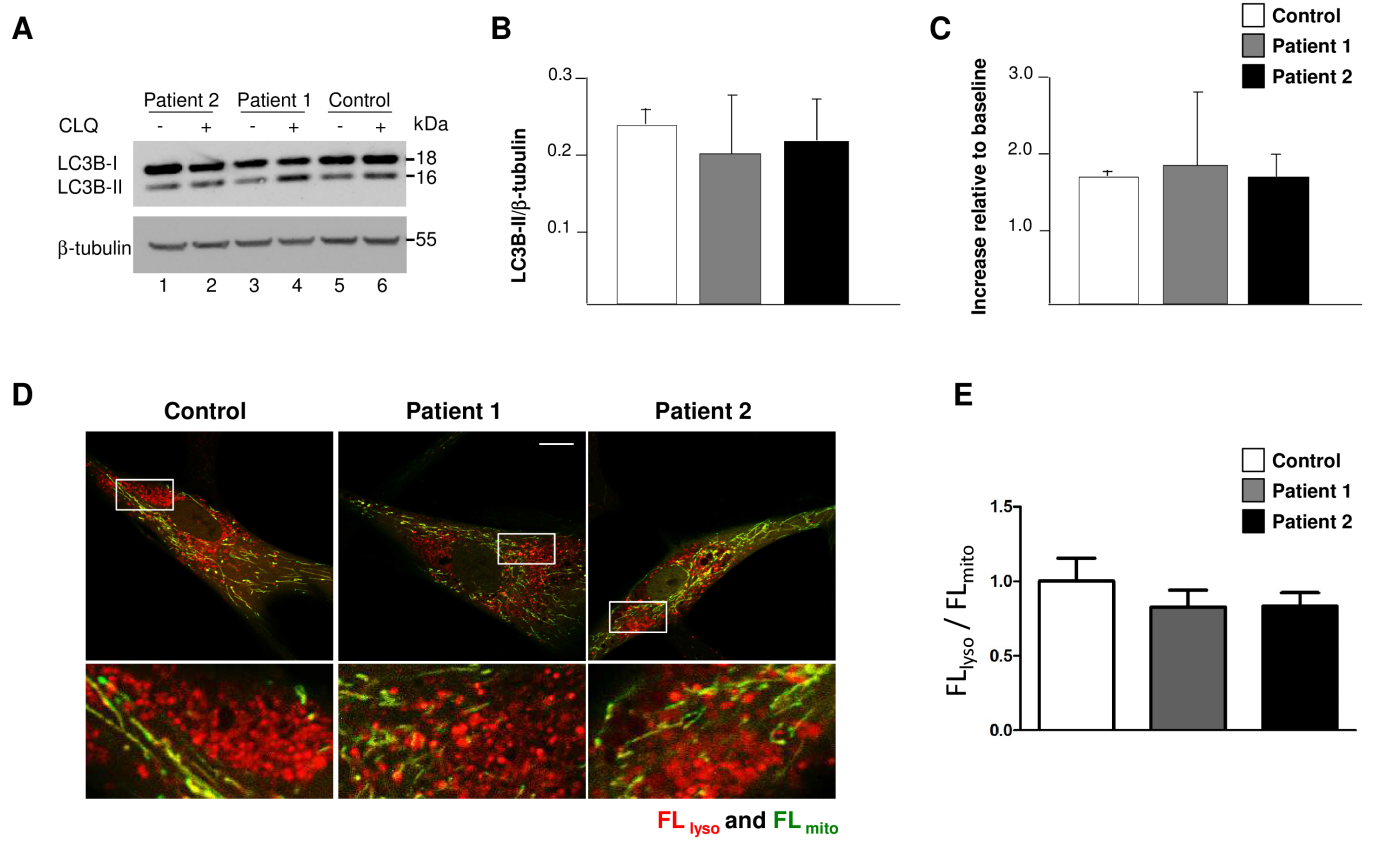 A
Patient 2 Patient 1 Control
CLQ - + - + - + kDa
LC3B-I
LC3B-II
18
16
β-tubulin
55
1 2 3 4 5 6
B
LC3B-II/β-tubulin
0.3
0.2
0.1
C
Increase relative to baseline
3.0
2.0
1.0
Control
Patient 1
Patient 2
D
Control Patient 1 Patient 2
FL lyso and FL mito
E
FLlyso / FLmito
1.5
1.0
0.5
0.0
Control
Patient 1
Patient 2